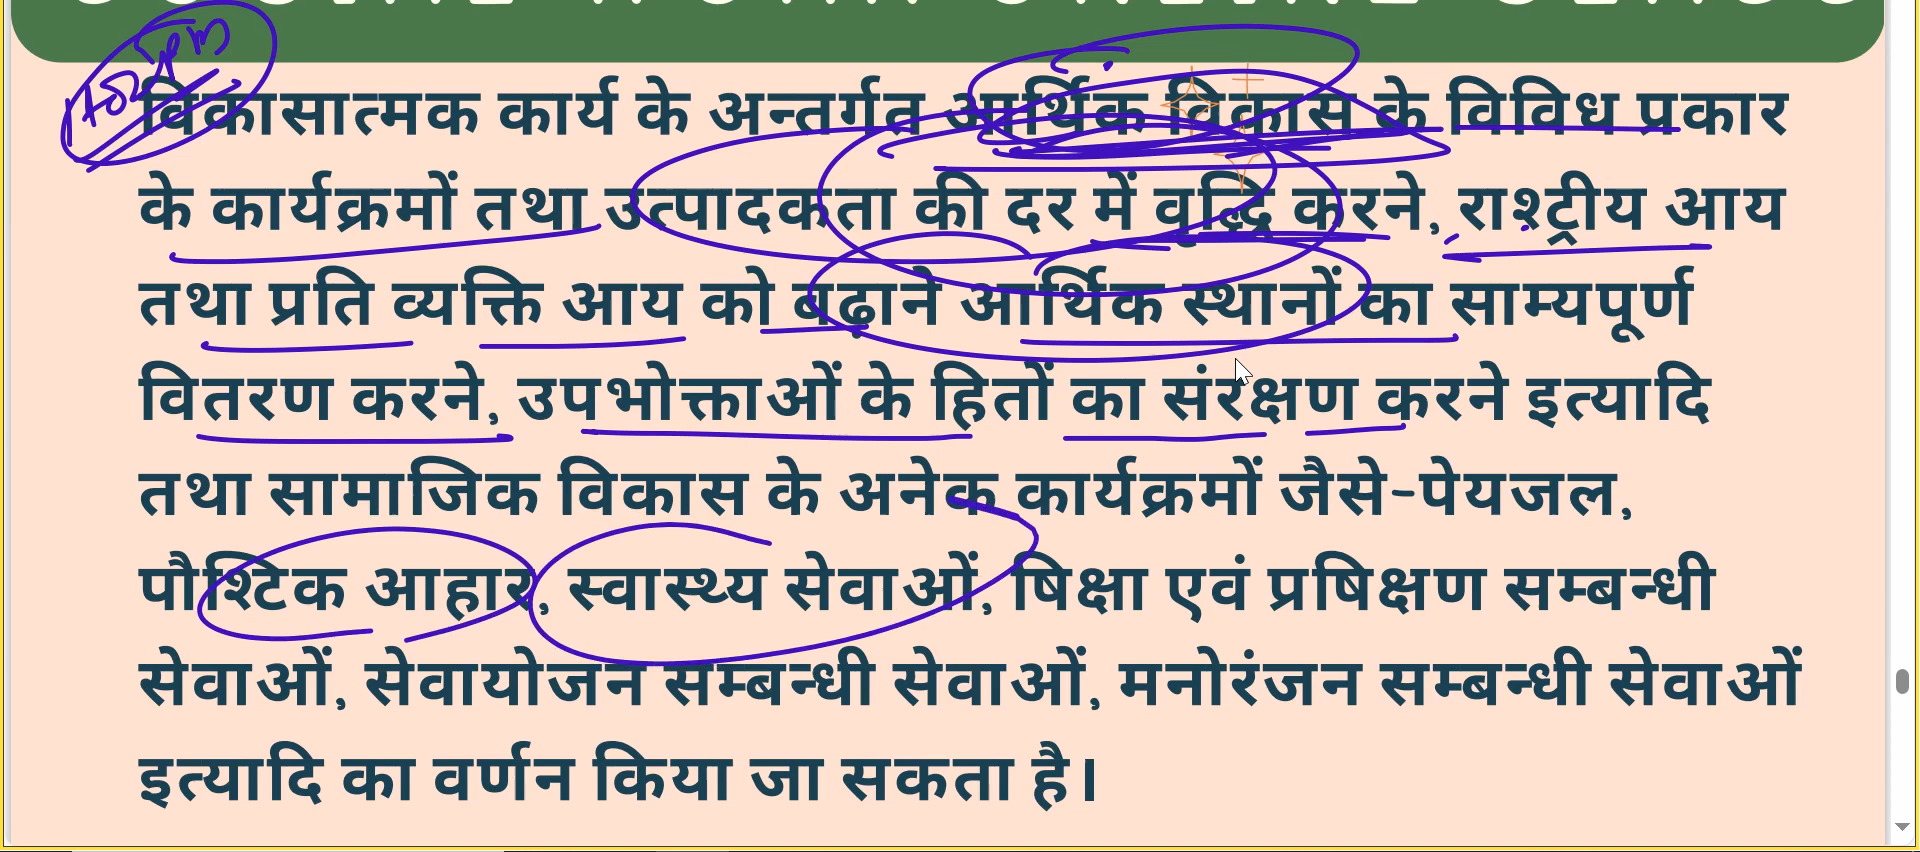 विकासात्मक कार्य के अन्तर्गत आर्थिक विकास के विविध प्रकार
के कार्यक्रमों तथा उत्पादकता की दर में वृद्धि करने, राश्ट्रीय आय
तथा प्रति व्यक्ति आय को बढ़ाने आर्थिक स्थानों का साम्यपूर्ण
वितरण करने, उपभोक्ताओं के हितों का संरक्षण करने इत्यादि
तथा सामाजिक विकास के अनेक कार्यक्रमों जैसे-पेयजल,
पौश्टिक आहार, स्वास्थ्य सेवाओं, षिक्षा एवं प्रषिक्षण सम्बन्धी
सेवाओं, सेवायोजन सम्बन्धी सेवाओं, मनोरंजन सम्बन्धी सेवाओं
इत्यादि का वर्णन किया जा सकता है।